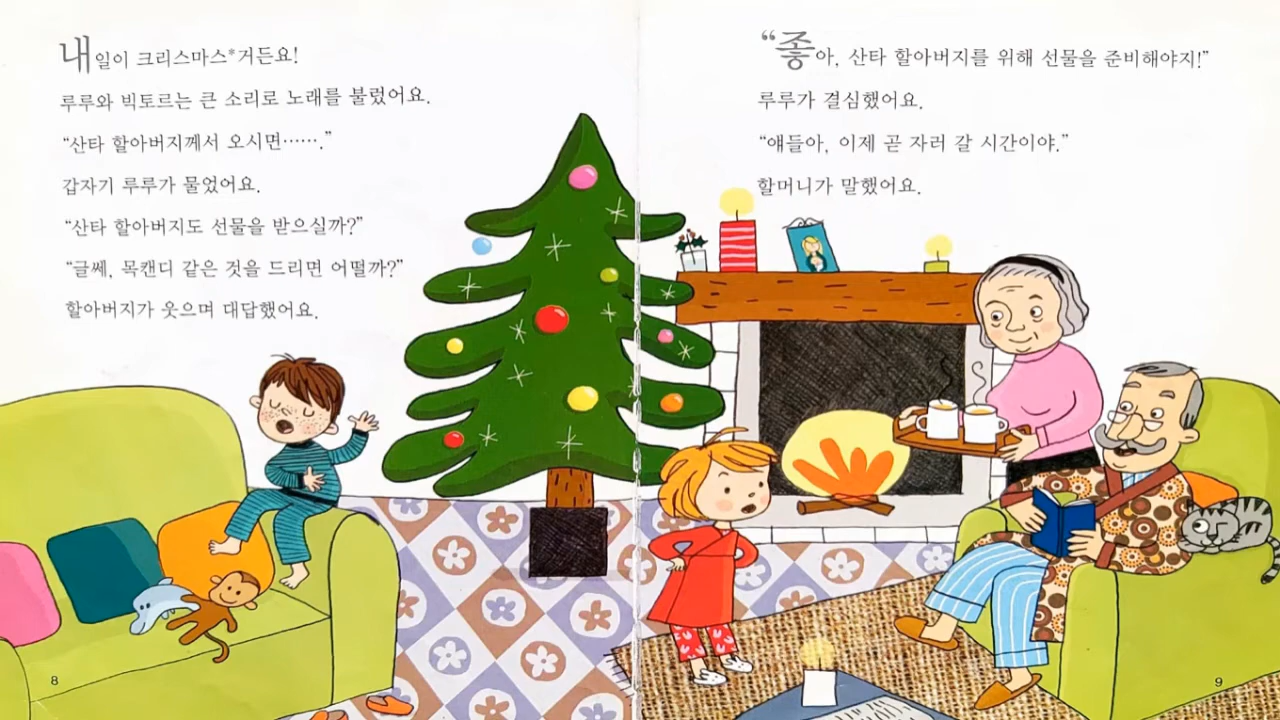 내일이 크리스마스*거든요!
루루와 빅토르는 큰 소리로 노래를 불렀어요.
“산타 할아버지께서 오시면…….”
갑자기 루루가 물었어요.
“산타 할아버지도 선물을 받으실까?”
“글쎄, 목캔디 같은 것을 드리면 어떨까?”
할아버지가 웃으며 대답했어요.
8
“좋아, 산타 할아버지를 위해 선물을 준비해야지!”
루루가 결심했어요.
“얘들아, 이제 곧 자러 갈 시간이야.”
할머니가 말했어요.
9